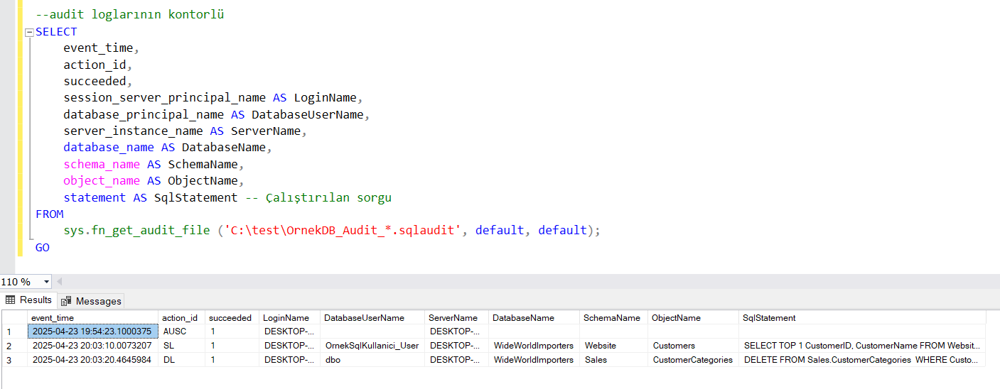 --audit loglarının kontorlü
SELECT
event_time,
action_id,
succeeded,
session_server_principal_name AS LoginName,
database_principal_name AS DatabaseUserName,
server_instance_name AS ServerName,
database_name AS DatabaseName,
schema_name AS SchemaName,
object_name AS ObjectName,
statement AS SqlStatement -- Çalıştırılan sorgu
FROM
sys.fn_get_audit_file ('C:\test\OrnekDB_Audit_*.sqlaudit', default, default);
GO
110 %
Results Messages
event_time action_id succeeded LoginName DatabaseUserName ServerName DatabaseName SchemaName ObjectName SqlStatement
1 2025-04-23 19:54:23.1000375 AUSC 1 DESKTOP-... DESKTOP-...
2 2025-04-23 20:03:10.0073207 SL 1 DESKTOP-... OrnekSqlKullanici_User DESKTOP-... WideWorldImporters Website Customers SELECT TOP 1 CustomerID, CustomerName FROM Websit...
3 2025-04-23 20:03:20.4645984 DL 1 DESKTOP-... dbo DESKTOP-... WideWorldImporters Sales CustomerCategories DELETE FROM Sales.CustomerCategories WHERE Custo...